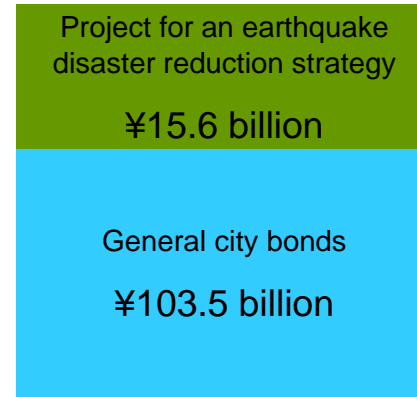 Project for an earthquake
disaster reduction strategy
¥15.6 billion
General city bonds
¥103.5 billion